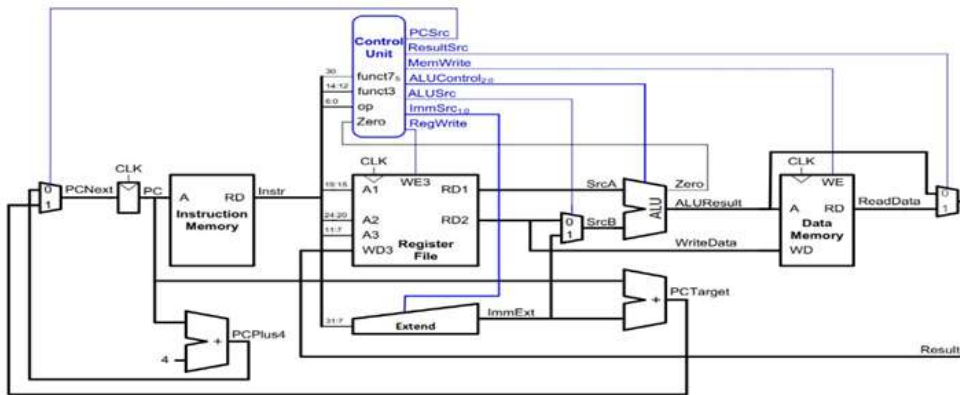 Control Unit
PCSrc
ResultSrc
MemWrite
ALUControl2:0
ALUSrc
ImmSrc1:0
RegWrite
30
funct75
14:12
funct3
6:0
op
Zero
CLK
0
1
PCNext
PC
A
RD
Instruction
Memory
Instr
19:15
24:20
11:7
CLK
A1
WE3
RD1
A2
RD2
A3
WD3
Register
File
0
1
SrcA
SrcB
ALU
Zero
ALUResult
WriteData
CLK
WE
A
RD
Data
Memory
WD
ReadData
0
1
31:7
Extend
ImmExt
+
PCTarget
4
+
PCPlus4
Result